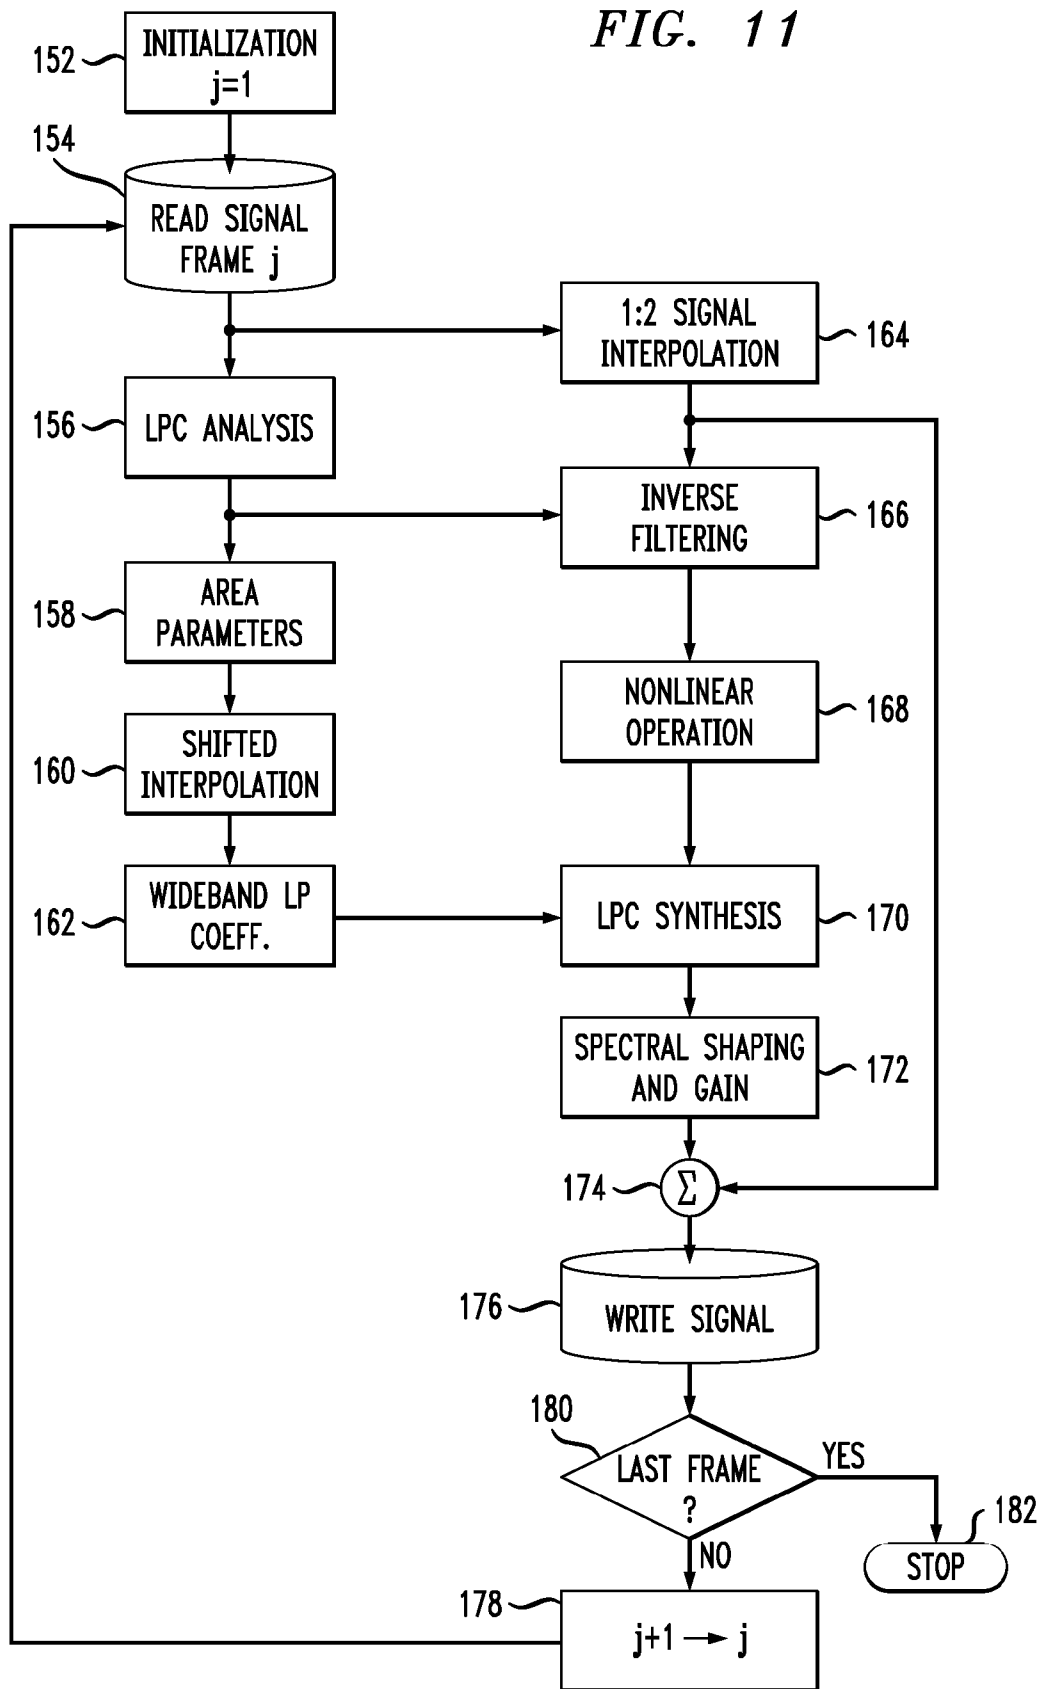 FIG. 11
152
INITIALIZATION
j=1
154
READ SIGNAL
FRAME j
1:2 SIGNAL
INTERPOLATION
164
156
LPC ANALYSIS
INVERSE
FILTERING
166
158
AREA
PARAMETERS
NONLINEAR
OPERATION
168
160
SHIFTED
INTERPOLATION
162
WIDEBAND LP
COEFF.
LPC SYNTHESIS
170
SPECTRAL SHAPING
AND GAIN
172
174
Σ
176
WRITE SIGNAL
180
LAST FRAME
?
YES
182
STOP
NO
178
j+1 → j